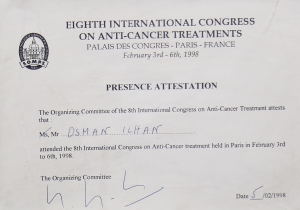 EIGHTH INTERNATIONAL CONGRESS
ON ANTI-CANCER TREATMENTS
PALAIS DES CONGRES - PARIS - FRANCE
February 3rd - 6th, 1998
PRESENCE ATTESTATION
The Organizing Committee of the 8th International Congress on Anti-Cancer Treatment attests
that :
Ms, Mr OSMAN ILHAN
attended the 8th International Congress on Anti-Cancer treatment held in Paris in February 3rd
to 6th, 1998.
The Organizing Committee
Date 5 /02/1998